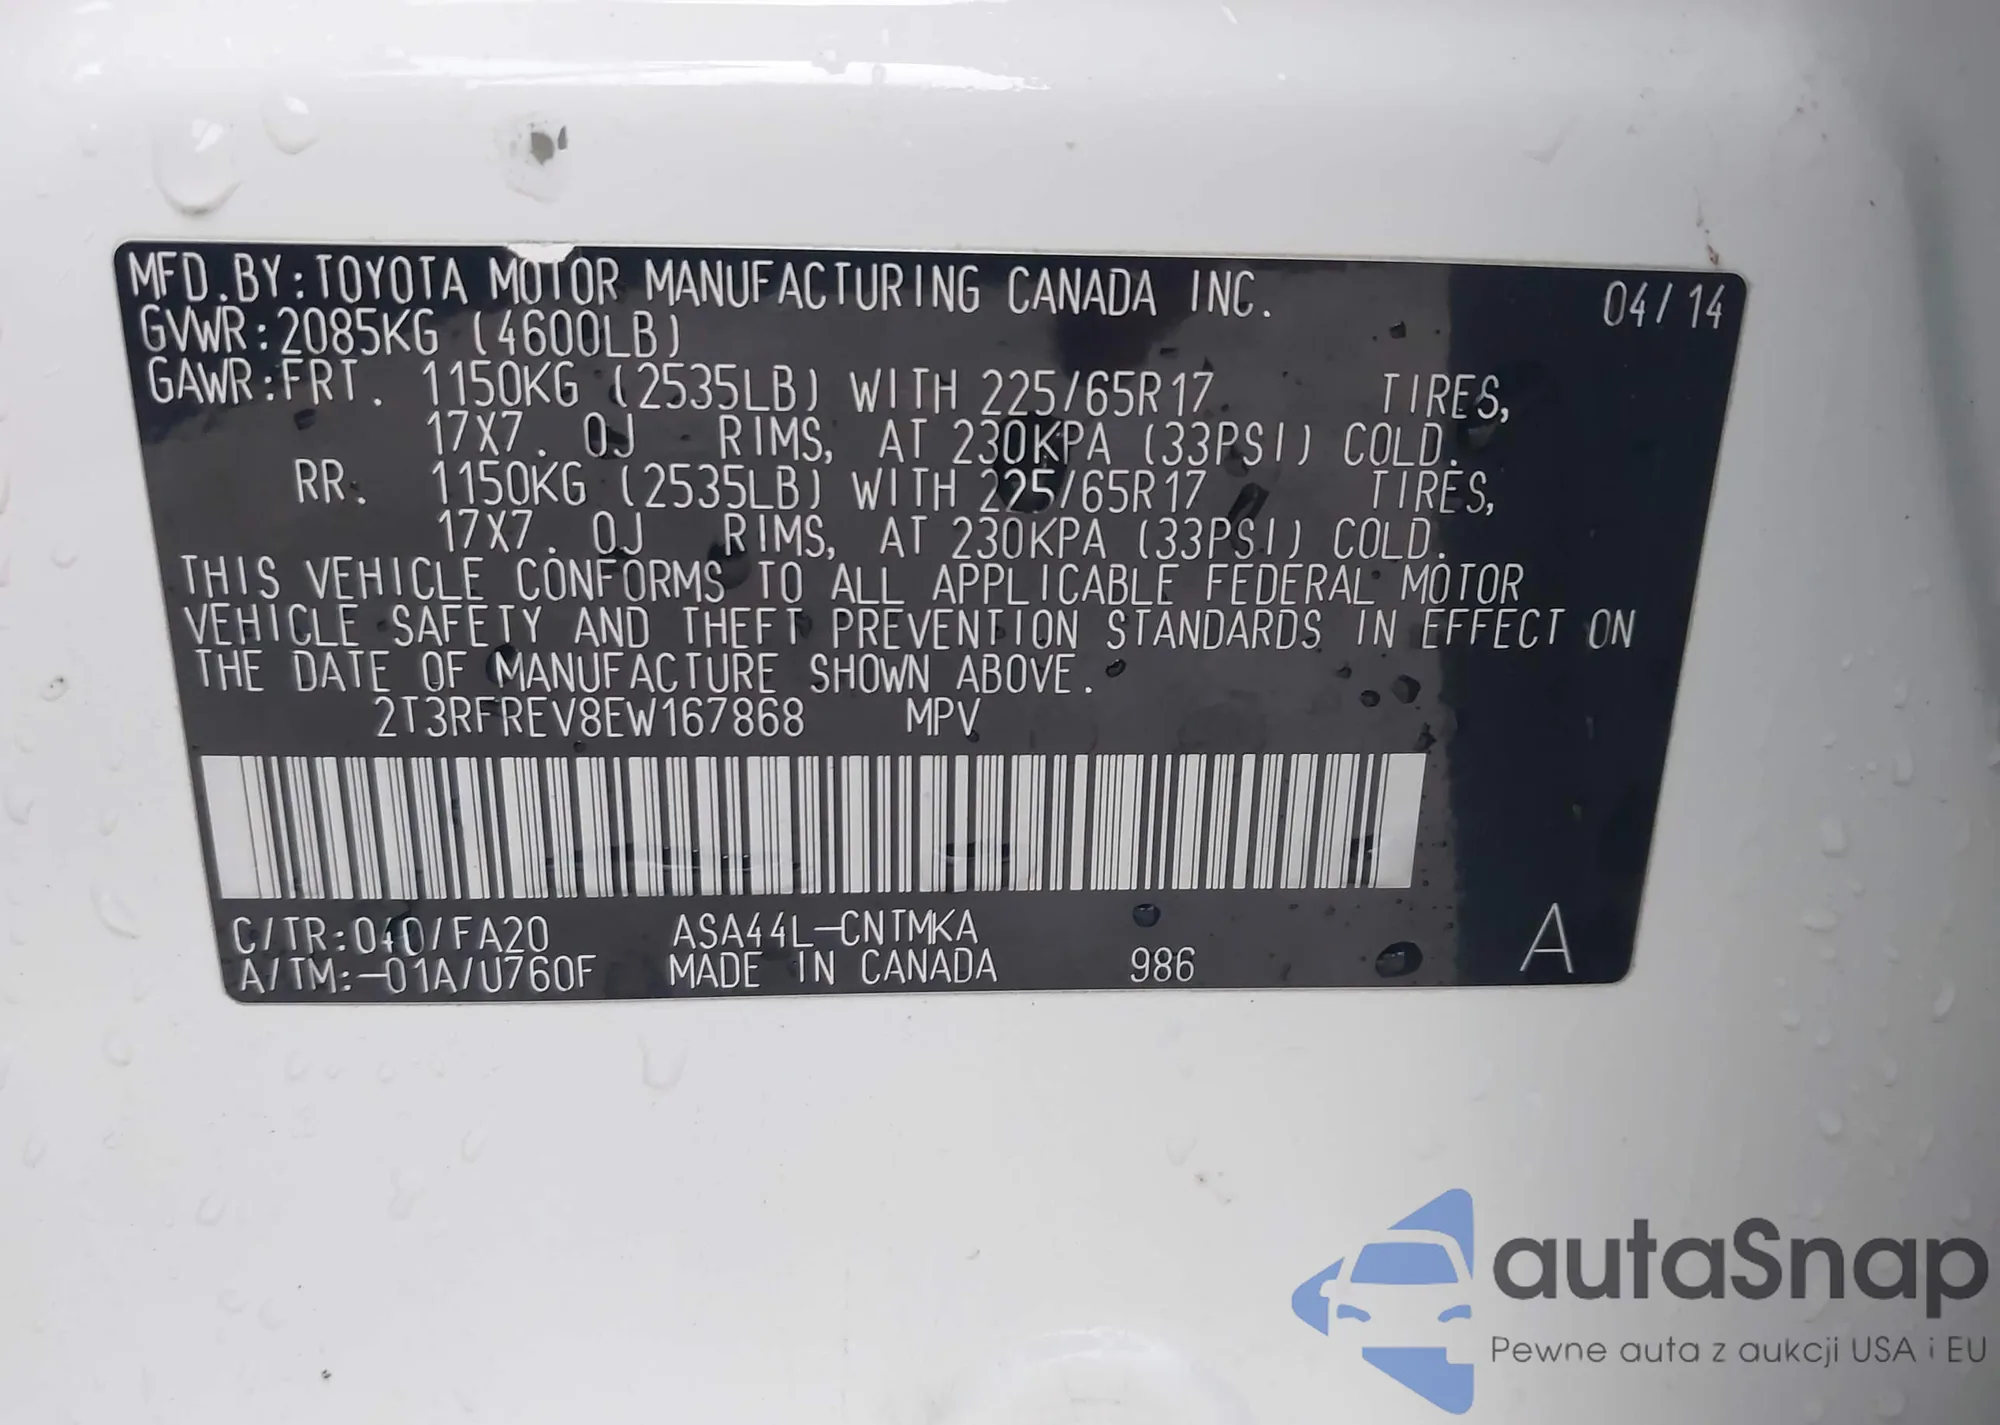 MFD.BY:TOYOTA MOTOR MANUFACTURING CANADA INC. 04/14
GVWR:2085KG (4600LB)
GAWR:FRT. 1150KG (2535LB) WITH 225/65R17 TIRES,
17X7. 0J RIMS, AT 230KPA (33PSI) COLD.
RR. 1150KG (2535LB) WITH 225/65R17 TIRES,
17X7. 0J RIMS, AT 230KPA (33PSI) COLD.
THIS VEHICLE CONFORMS TO ALL APPLICABLE FEDERAL MOTOR
VEHICLE SAFETY AND THEFT PREVENTION STANDARDS IN EFFECT ON
THE DATE OF MANUFACTURE SHOWN ABOVE.
2T3RFREV8EW167868 MPV
C/TR:040/FA20 ASA44L-CNTMKA
A/TM:-01A/U760F MADE IN CANADA 986 A
autoSnap
Pewne auta z aukcji USA i EU